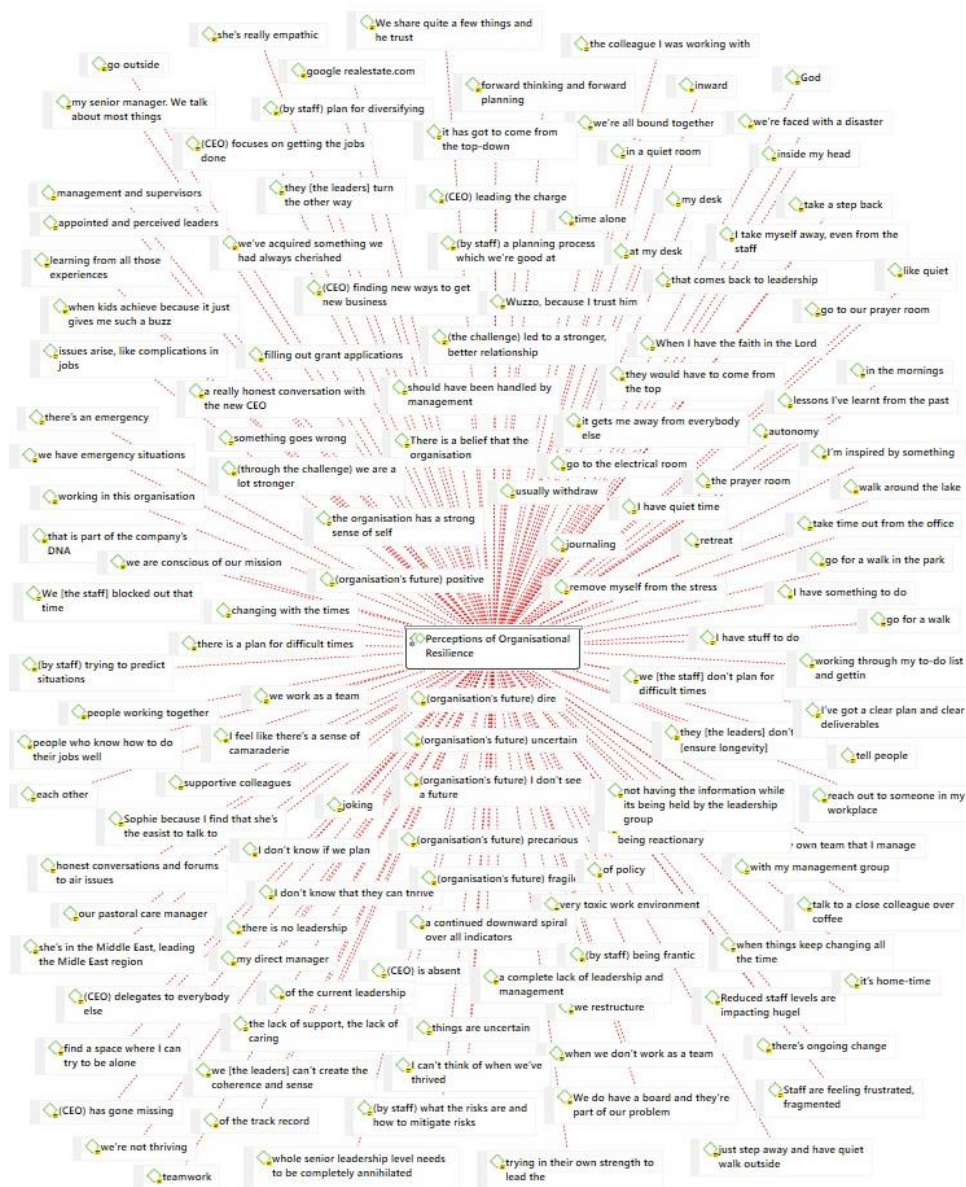 We share quite a few things and
he trust
she's really empathic
the colleague I was working with
go outside
google realestate.com
forward thinking and forward
planning
inward
God
my senior manager. We talk
about most things
(by staff) plan for diversifying
it has got to come from
the top-down
we're all bound together
we're faced with a disaster
(CEO) focuses on getting the jobs
done
in a quiet room
inside my head
management and supervisors
they [the leaders] turn
the other way
(CEO) leading the charge
my desk
take a step back
appointed and perceived leaders
time alone
we've acquired something we
had always cherished
(by staff) a planning process
which we're good at
at my desk
I take myself away, even from the
staff
learning from all those
experiences
like quiet
(CEO) finding new ways to get
new business
Wuzzo, because I trust him
that comes back to leadership
when kids achieve because it just
gives me such a buzz
go to our prayer room
issues arise, like complications in
jobs
filling out grant applications
(the challenge) led to a stronger,
better relationship
When I have the faith in the Lord
a really honest conversation with
the new CEO
should have been handled by
management
they would have to come from
the top
in the mornings
lessons I've learnt from the past
there's an emergency
something goes wrong
There is a belief that the
organisation
it gets me away from everybody
else
autonomy
we have emergency situations
(through the challenge) we are a
lot stronger
go to the electrical room
I'm inspired by something
working in this organisation
usually withdraw
the prayer room
walk around the lake
the organisation has a strong
sense of self
I have quiet time
take time out from the office
that is part of the company's
DNA
journaling
retreat
we are conscious of our mission
go for a walk in the park
We [the staff] blocked out that
time
(organisation's future) positive
remove myself from the stress
I have something to do
changing with the times
go for a walk
there is a plan for difficult times
Perceptions of Organisational
Resilience
I have stuff to do
(by staff) trying to predict
situations
we [the staff] don't plan for
difficult times
working through my to-do list
and gettin
we work as a team
(organisation's future) dire
people working together
I've got a clear plan and clear
deliverables
people who know how to do
their jobs well
I feel like there's a sense of
camaraderie
(organisation's future) uncertain
they [the leaders] don't
[ensure longevity]
tell people
supportive colleagues
(organisation's future) I don't see
a future
each other
joking
not having the information while
its being held by the leadership
group
reach out to someone in my
workplace
Sophie because I find that she's
the easist to talk to
being reactionary
own team that I manage
I don't know if we plan
(organisation's future) precarious
honest conversations and forums
to air issues
(organisation's future) fragile
of policy
with my management group
I don't know that they can thrive
very toxic work environment
talk to a close colleague over
coffee
our pastoral care manager
there is no leadership
a continued downward spiral
over all indicators
she's in the Middle East, leading
the Midle East region
my direct manager
(by staff) being frantic
when things keep changing all
the time
(CEO) is absent
a complete lack of leadership and
management
it's home-time
(CEO) delegates to everybody
else
of the current leadership
we restructure
Reduced staff levels are
impacting hugel
the lack of support, the lack of
caring
things are uncertain
find a space where I can
try to be alone
when we don't work as a team
there's ongoing change
we [the leaders] can't create the
coherence and sense
I can't think of when we've
thrived
Staff are feeling frustrated,
fragmented
(CEO) has gone missing
of the track record
(by staff) what the risks are and
how to mitigate risks
We do have a board and they're
part of our problem
we're not thriving
just step away and have quiet
walk outside
teamwork
whole senior leadership level needs
to be completely annihilated
trying in their own strength to
lead the